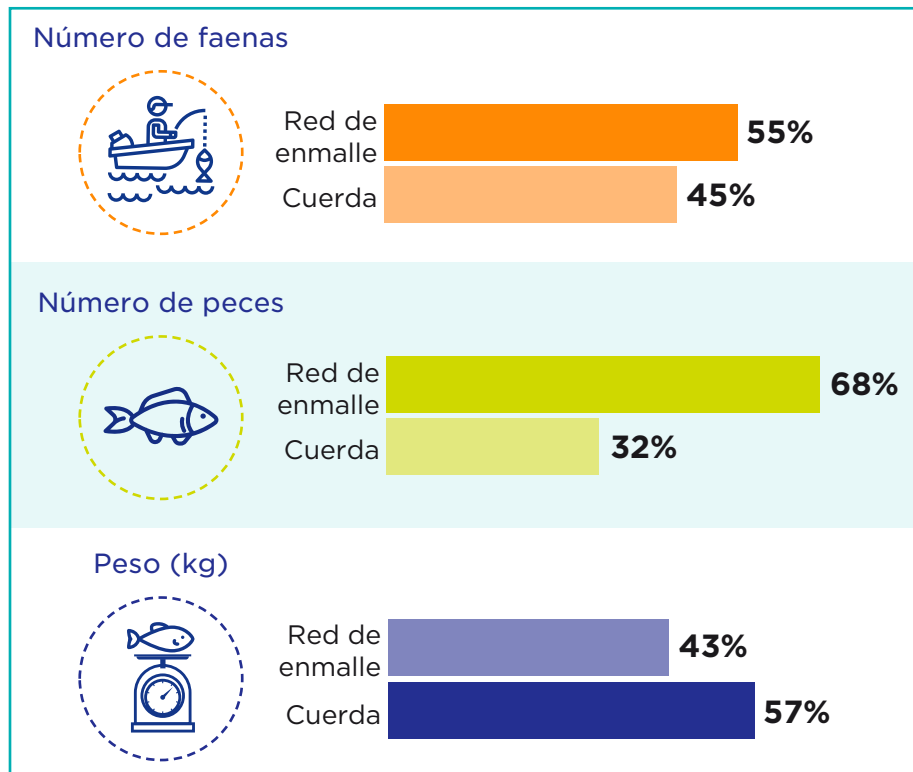 Número de faenas
Red de
enmalle
55%
Cuerda
45%
Número de peces
Red de
enmalle
68%
Cuerda
32%
Peso (kg)
Red de
enmalle
43%
Cuerda
57%